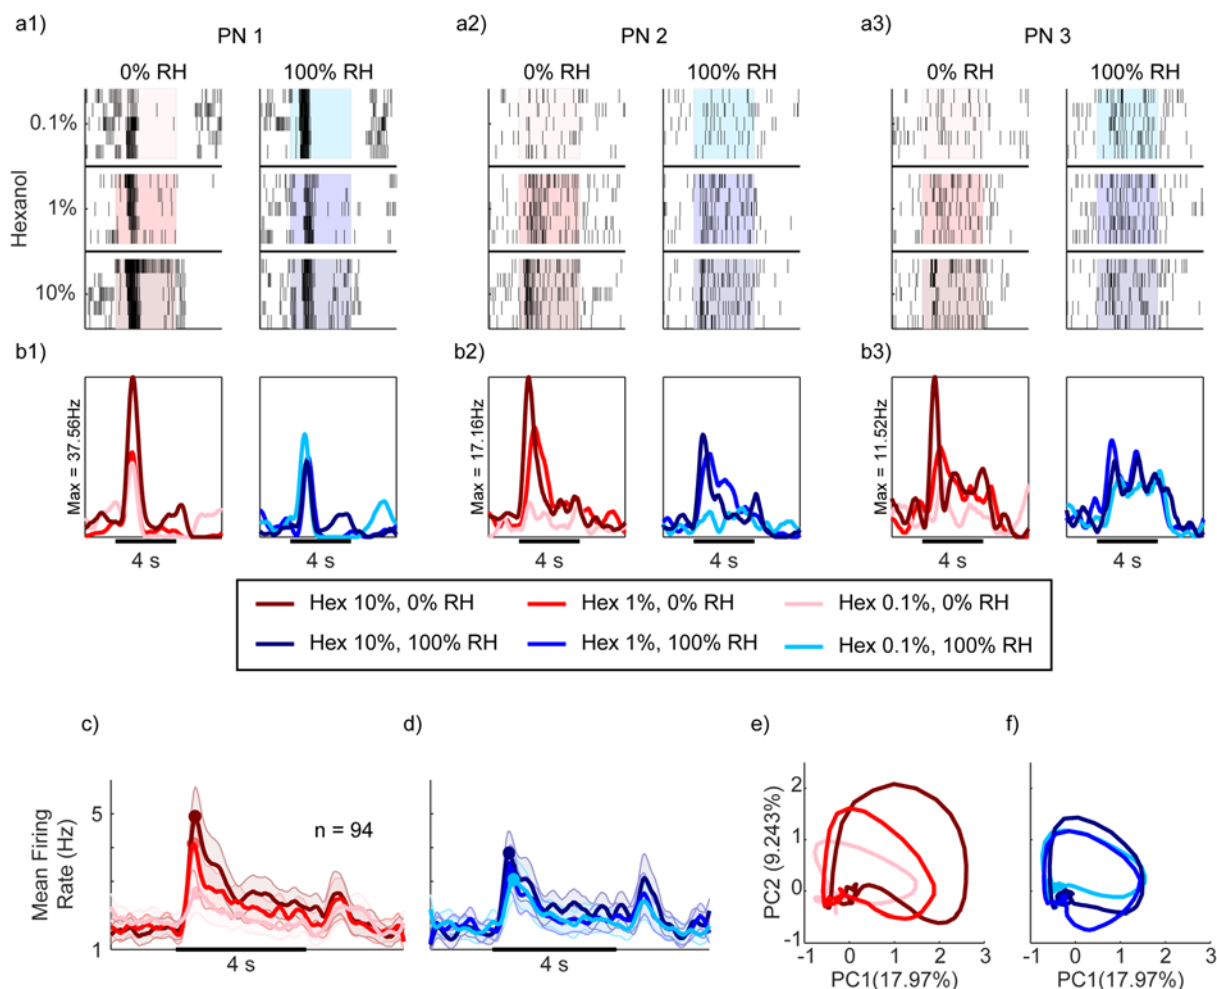 a1)
a2)
a3)
PN 1
PN 2
PN 3
0% RH
100% RH
0% RH
100% RH
0% RH
100% RH
Hexanol
0.1%
1%
10%
b1)
b2)
b3)
Max = 37.56Hz
Max = 17.16Hz
Max = 11.52Hz
4 s
4 s
4 s
4 s
4 s
4 s
Hex 10%, 0% RH
Hex 1%, 0% RH
Hex 0.1%, 0% RH
Hex 10%, 100% RH
Hex 1%, 100% RH
Hex 0.1%, 100% RH
c)
d)
e)
f)
Mean Firing
Rate (Hz)
5
1
n = 94
4 s
4 s
PC2 (9.243%)
2
1
0
-1
-1 0 1 2 3
PC1(17.97%)
-1 0 1 2 3
PC1(17.97%)